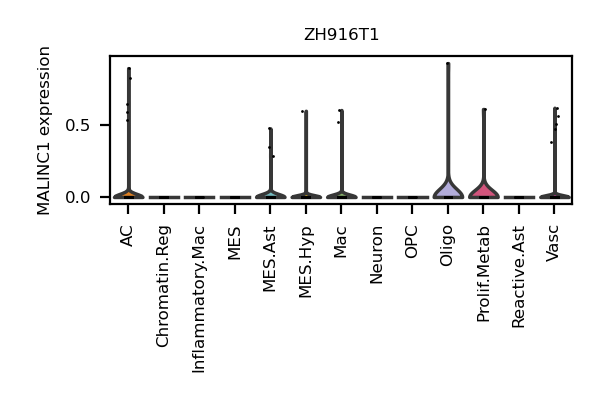 ZH916T1
MALINC1 expression
0.5
0.0
AC
Chromatin.Reg
Inflammatory.Mac
MES
MES.Ast
MES.Hyp
Mac
Neuron
OPC
Oligo
Prolif.Metab
Reactive.Ast
Vasc